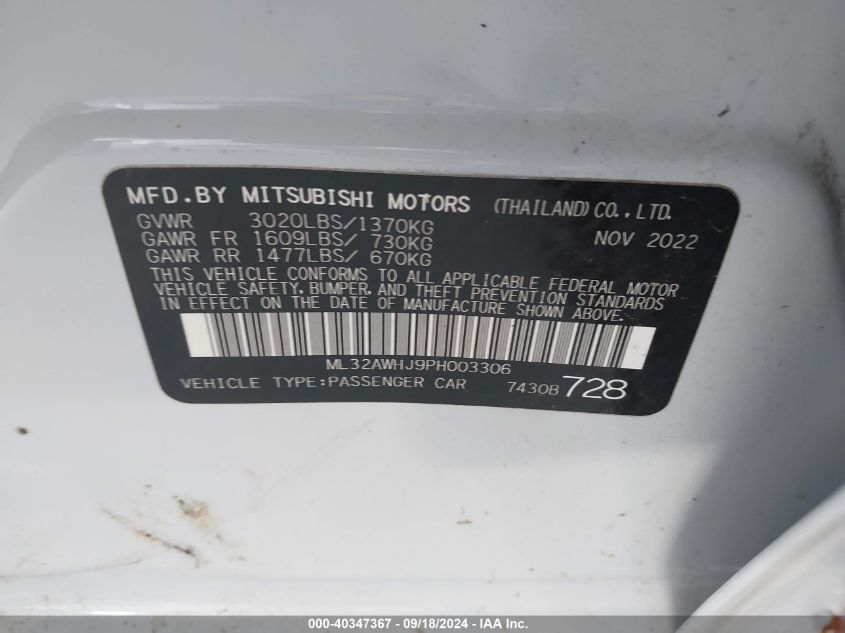 MFD.BY MITSUBISHI MOTORS (THAILAND) CO.,LTD.
GVWR 3020LBS/1370KG NOV 2022
GAWR FR 1609LBS/ 730KG
GAWR RR 1477LBS/ 670KG
THIS VEHICLE CONFORMS TO ALL APPLICABLE FEDERAL MOTOR
VEHICLE SAFETY, BUMPER, AND THEFT PREVENTION STANDARDS
IN EFFECT ON THE DATE OF MANUFACTURE SHOWN ABOVE.
ML32AWHJ9PH003306
VEHICLE TYPE:PASSENGER CAR 7430B 728
000-40347367 - 09/18/2024 - IAA Inc.